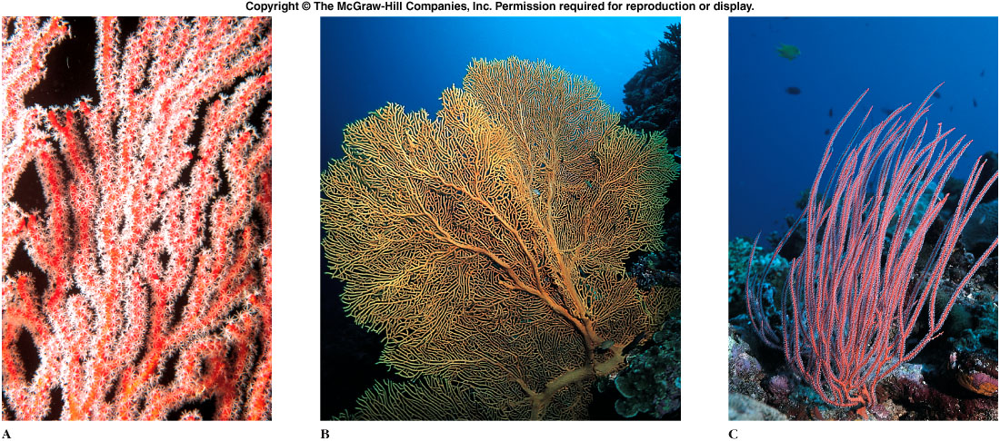 Copyright © The McGraw-Hill Companies, Inc. Permission required for reproduction or display.
A
B
C